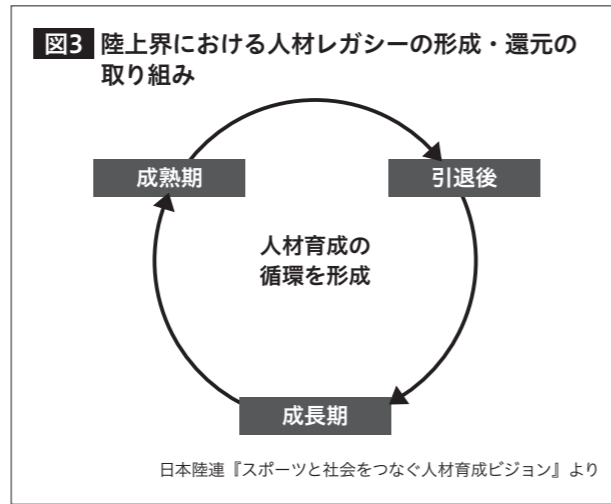 図3 陸上界における人材レガシーの形成・還元の
取り組み
成熟期
引退後
人材育成の
循環を形成
成長期
日本陸連『スポーツと社会をつなぐ人材育成ビジョン』より